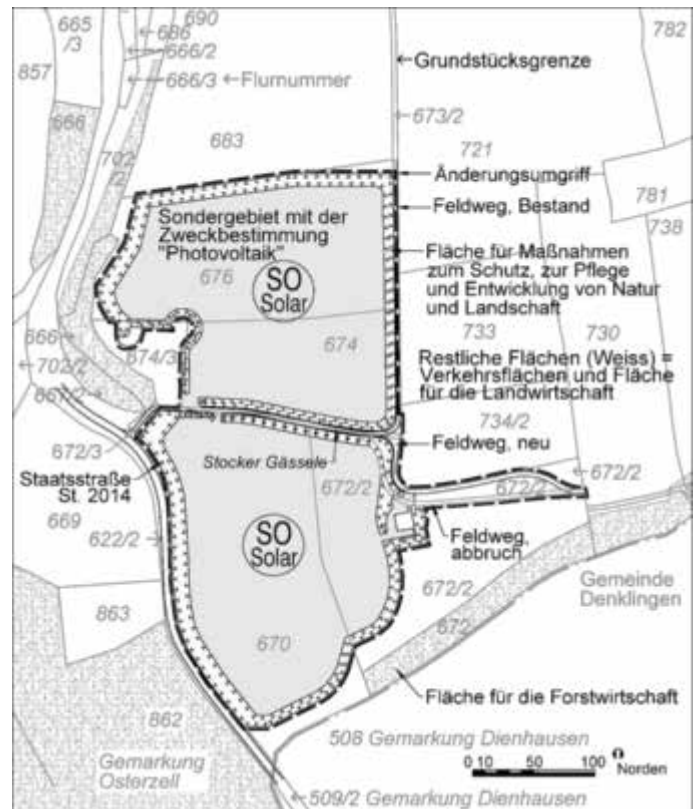 690
665
/3
686
666/2
782
857
Grundstücksgrenze
666/3
Flurnummer
666
673/2
683
702
/2
721
Änderungsumgriff
781
Feldweg, Bestand
738
Sondergebiet mit der
Zweckbestimmung
"Photovoltaik"
Fläche für Maßnahmen
zum Schutz, zur Pflege
und Entwicklung von Natur
und Landschaft
676
SO
Solar
674
733
730
666
674/3
702/2
667/2
Restliche Flächen (Weiss) =
Verkehrsflächen und Fläche
für die Landwirtschaft
734/2
672/3
Feldweg, neu
Stocker Gässele
Staatsstraße
St. 2014
672/2
672/2
672/2
669
622/2
SO
Solar
Feldweg,
abbruch
Gemeinde
Denklingen
672/2
863
672
670
Fläche für die Forstwirtschaft
862
508 Gemarkung Dienhausen
Gemarkung
Osterzell
0 10 50 100
Norden
509/2 Gemarkung Dienhausen